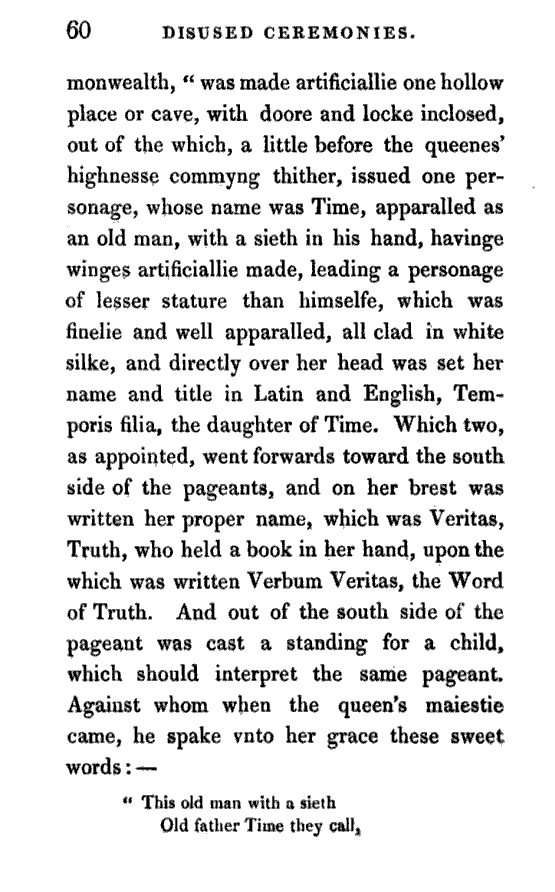 60 DISUSED CEREMONIES.
monwealth, “ was made artificiallie one hollow
place or cave, with doore and locke inclosed,
out of the which, a little before the queenes’
highnesse commyng thither, issued one per-
sonage, whose name was Time, apparalled as
an old man, with a sieth in his hand, havinge
winges artificiallie made, leading a personage
of lesser stature than himselfe, which was
finelie and well apparalled, all clad in white
silke, and directly over her head was set her
name and title in Latin and English, Tem-
poris filia, the daughter of Time. Which two,
as appointed, went forwards toward the south
side of the pageants, and on her brest was
written her proper name, which was Veritas,
Truth, who held a book in her hand, upon the
which was written Verbum Veritas, the Word
of Truth. And out of the south side of the
pageant was cast a standing for a child,
which should interpret the same pageant.
Against whom when the queen’s maiestie
came, he spake vnto her grace these sweet
words : —
“ This old man with a sieth
Old father Time they call,